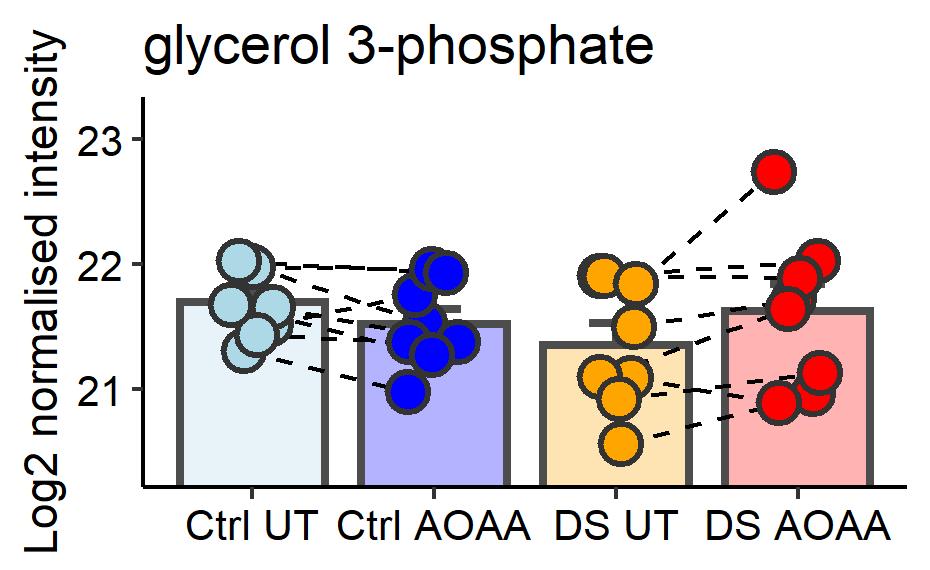 glycerol 3-phosphate
Log2 normalised intensity
23
22
21
Ctrl UT Ctrl AOAA DS UT DS AOAA